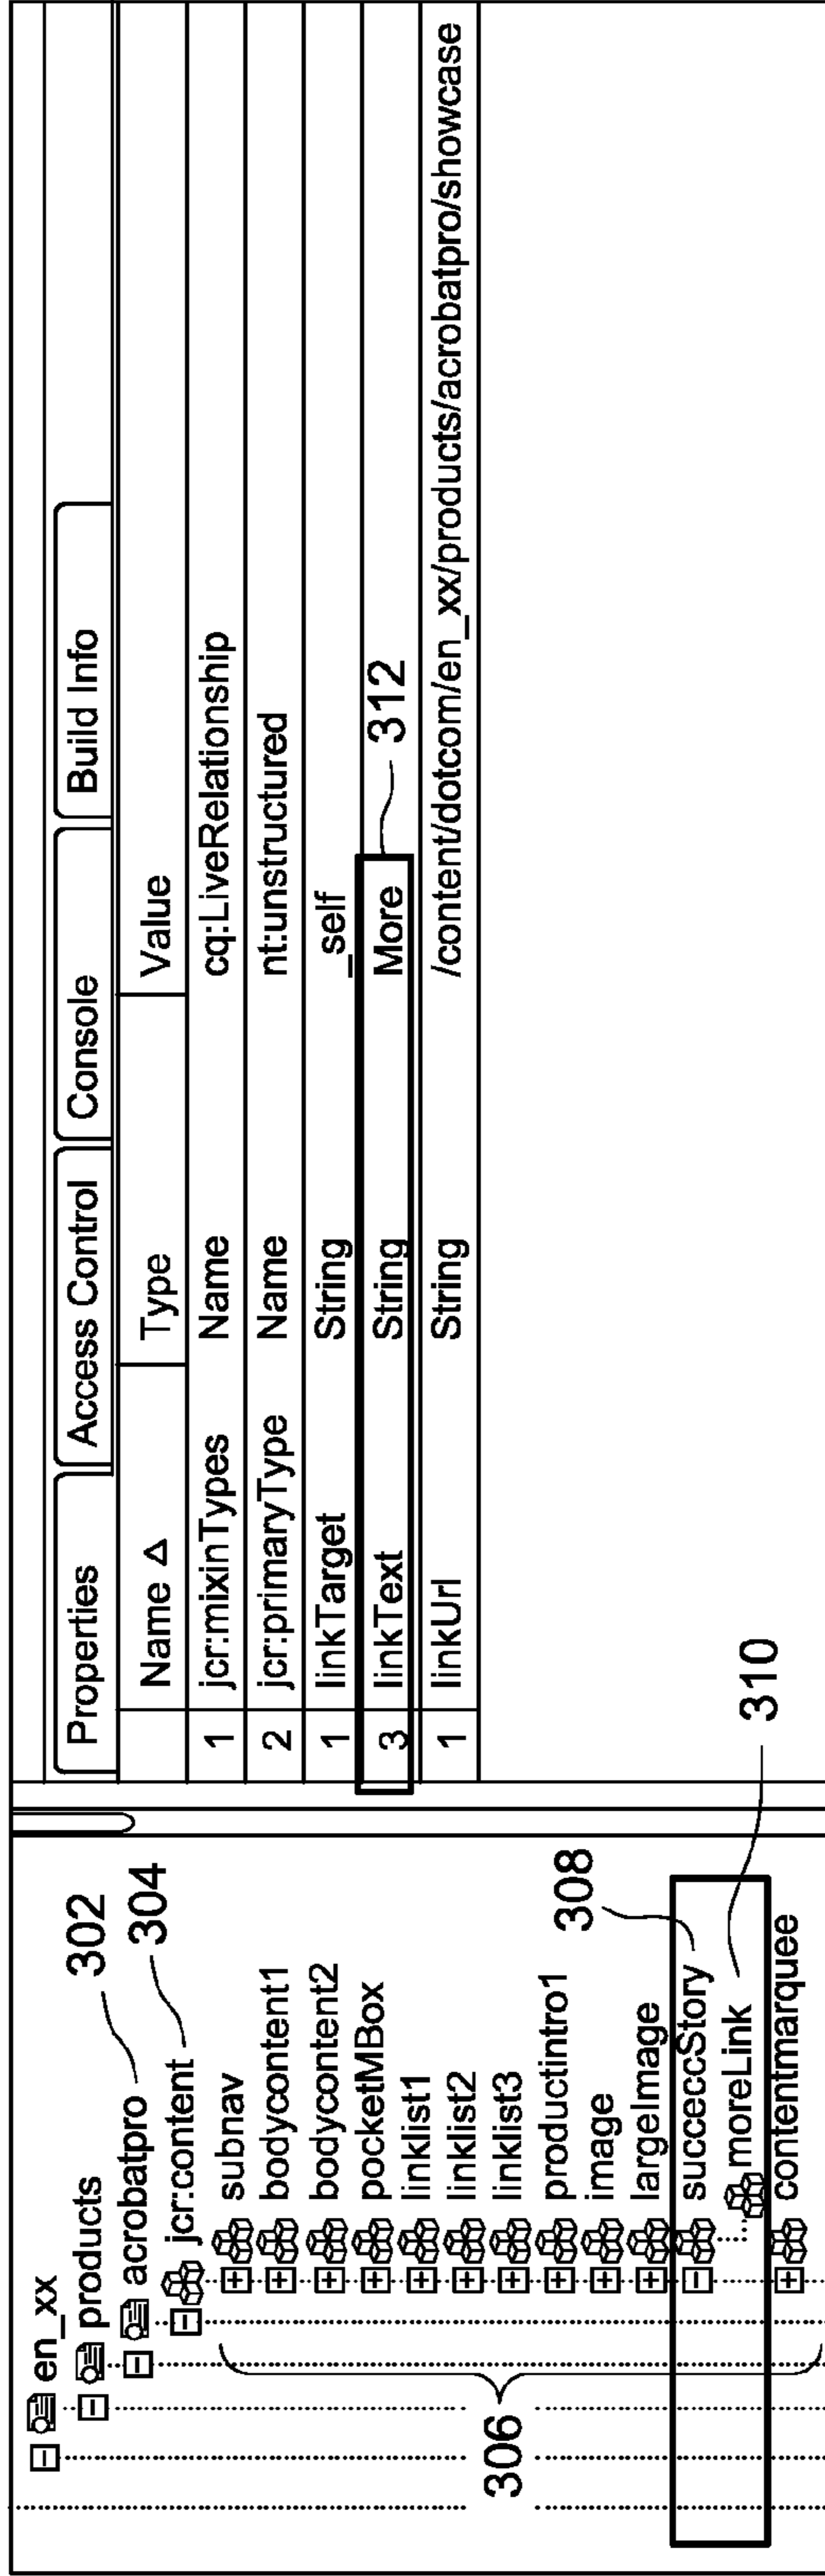 en_xx
products
acrobatpro
302
jcr:content
304
subnav
bodycontent1
bodycontent2
pocketMBox
linklist1
linklist2
linklist3
productintro1
image
largeImage
306
308
succeccStory
moreLink
310
contentmarquee
Properties Access Control Console Build Info
Name Δ Type Value
1 jcr:mixinTypes Name cq:LiveRelationship
2 jcr:primaryType Name nt:unstructured
1 linkTarget String _self
3 linkText String More
312
1 linkUrl String /content/dotcom/en_xx/products/acrobatpro/showcase